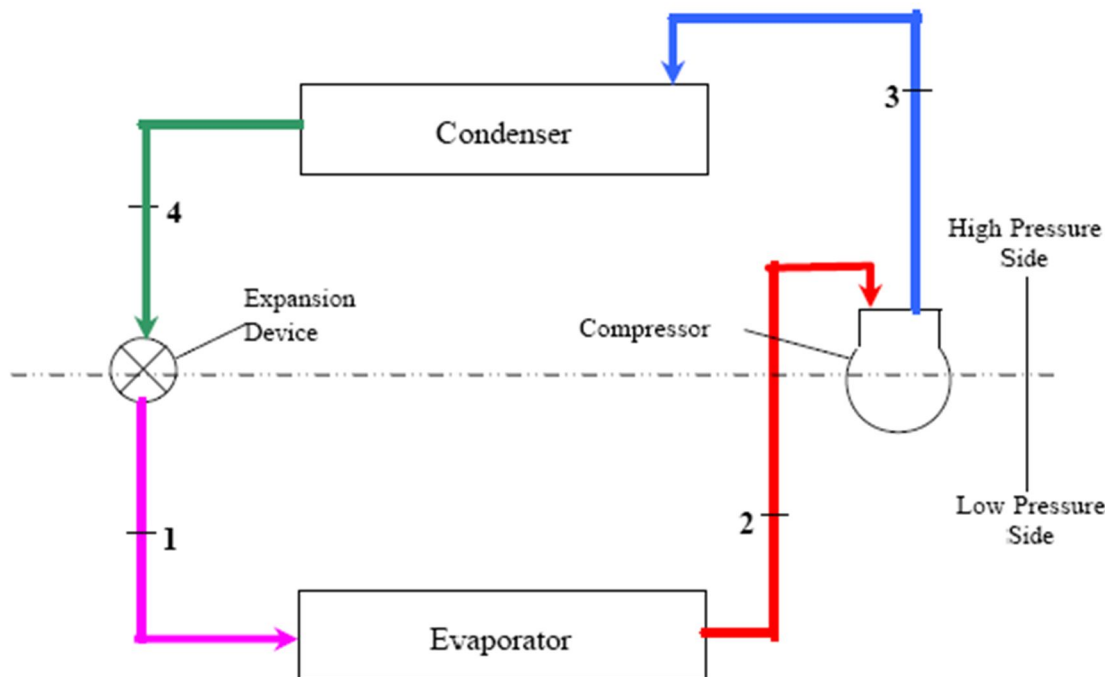 3
Condenser
4
High Pressure
Side
Expansion
Device
Compressor
Low Pressure
Side
2
1
Evaporator